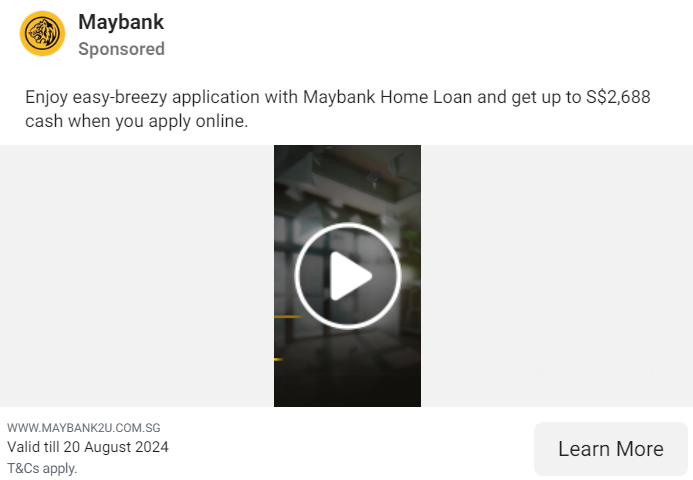 Maybank
Sponsored
Enjoy easy-breezy application with Maybank Home Loan and get up to S$2,688
cash when you apply online.
WWW.MAYBANK2U.COM.SG
Valid till 20 August 2024
T&Cs apply.
Learn More